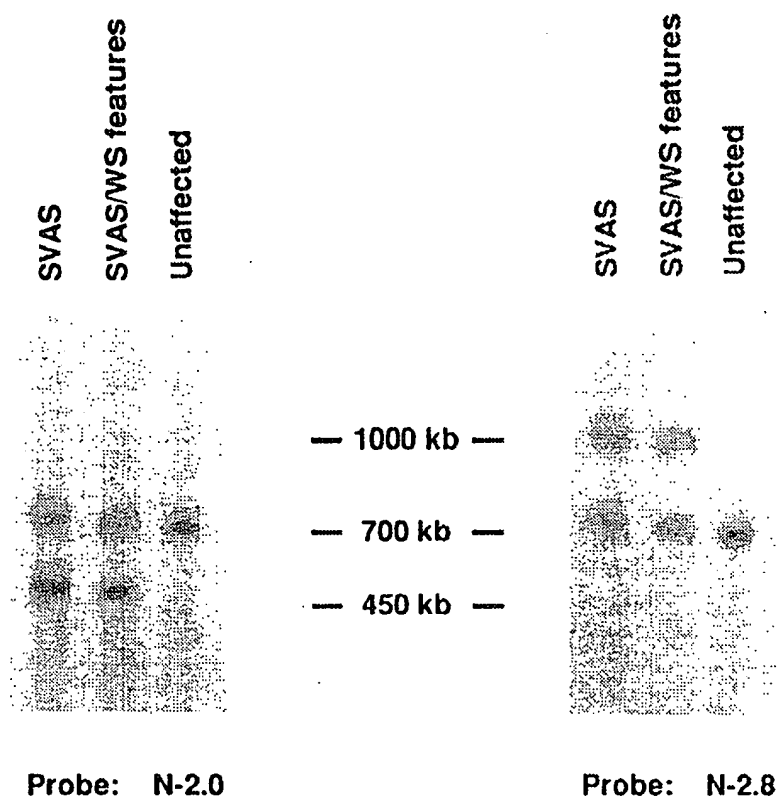 SVAS
SVAS/WS features
Unaffected
SVAS
SVAS/WS features
Unaffected
1000 kb
700 kb
450 kb
Probe: N-2.0
Probe: N-2.8